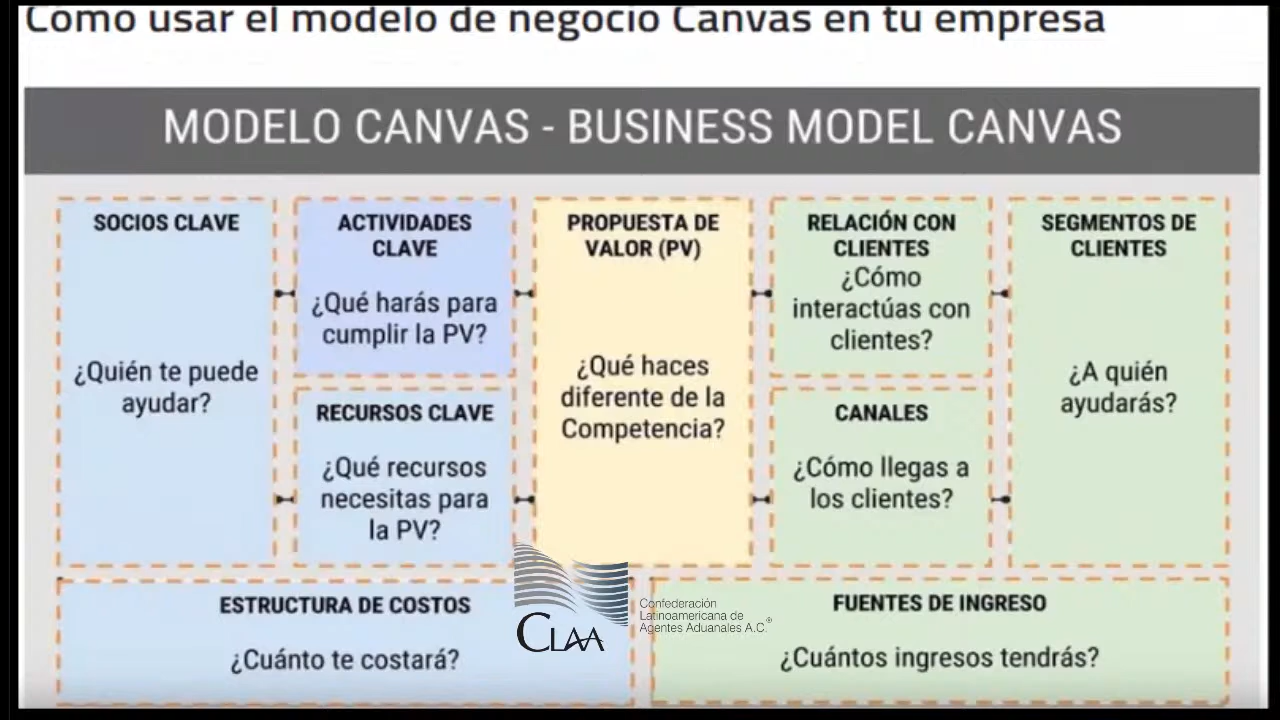 Cómo usar el modelo de negocio Canvas en tu empresa
MODELO CANVAS - BUSINESS MODEL CANVAS
SOCIOS CLAVE
¿Quién te puede
ayudar?
ACTIVIDADES
CLAVE
¿Qué harás para
cumplir la PV?
RECURSOS CLAVE
¿Qué recursos
necesitas para
la PV?
PROPUESTA DE
VALOR (PV)
¿Qué haces
diferente de la
Competencia?
RELACIÓN CON
CLIENTES
¿Cómo
interactúas con
clientes?
CANALES
¿Cómo llegas a
los clientes?
SEGMENTOS DE
CLIENTES
¿A quién
ayudarás?
ESTRUCTURA DE COSTOS
¿Cuánto te costará?
CLAA
Confederación
Latinoamericana de
Agentes Aduanales A.C.®
FUENTES DE INGRESO
¿Cuántos ingresos tendrás?